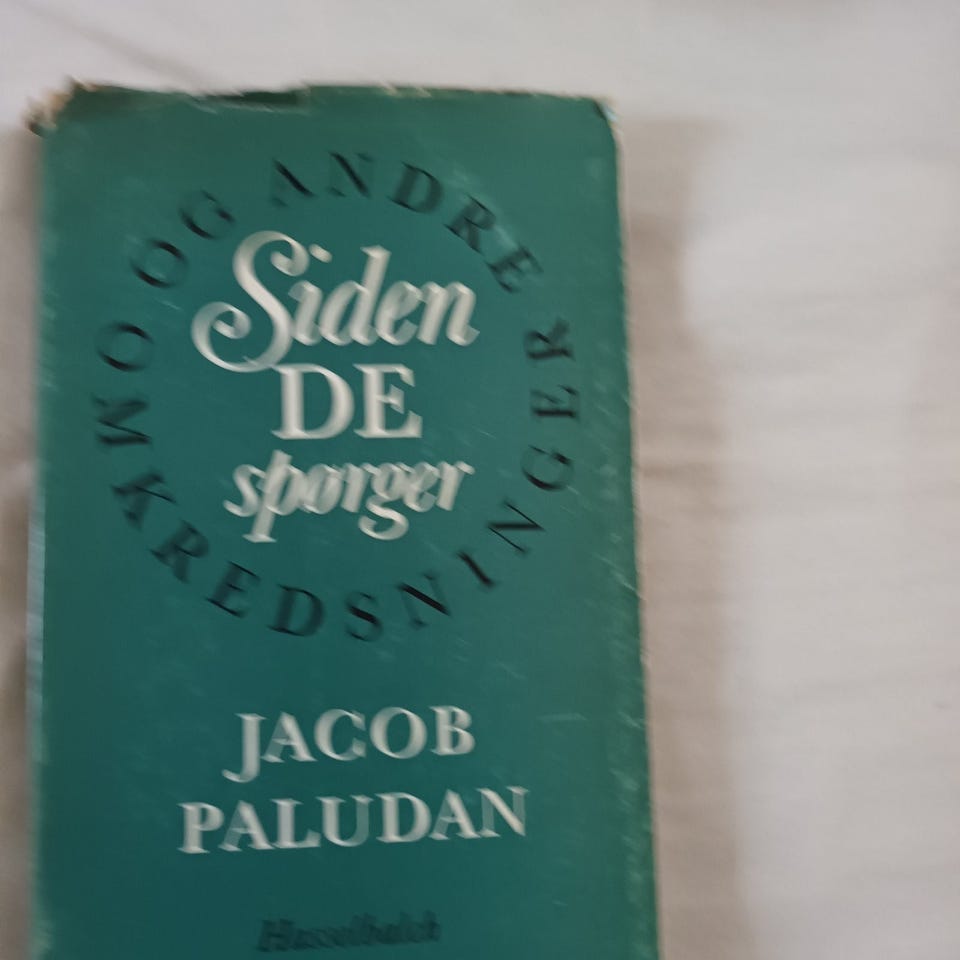 Siden
DE
spørger
OG ANDRE
OMKREDSNINGER
JACOB
PALUDAN
Hasselbalch